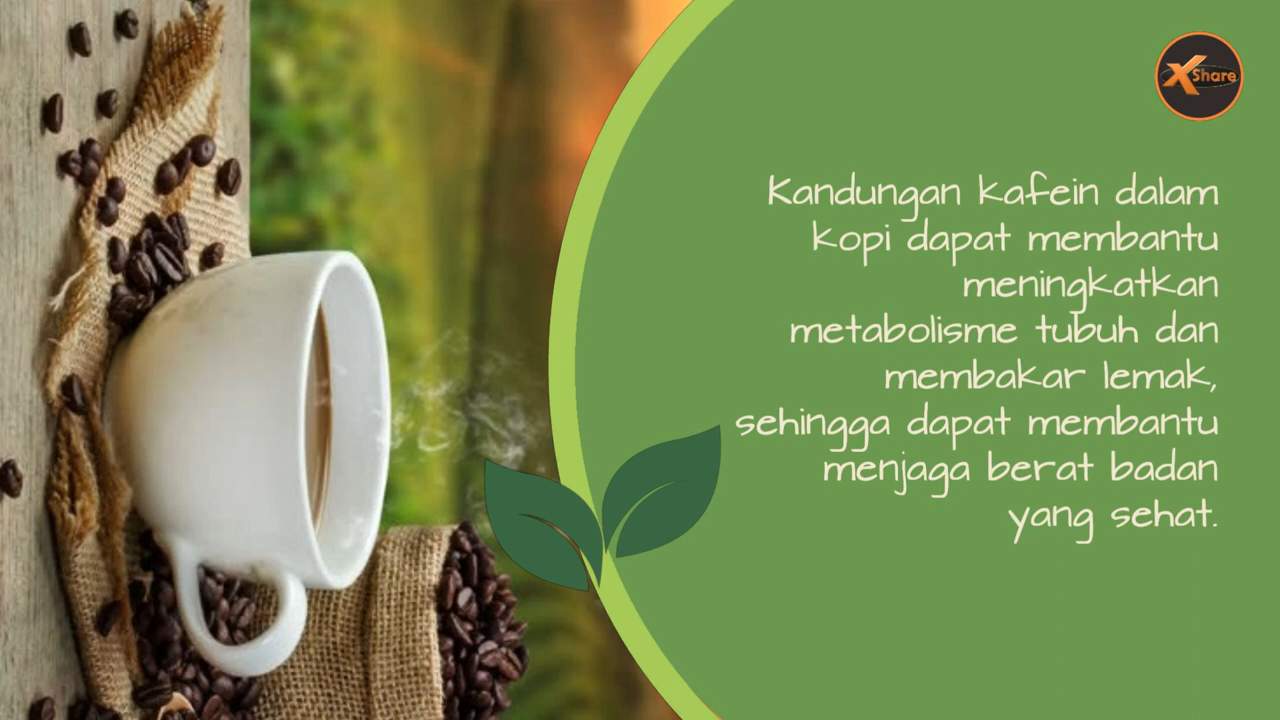 XShare
Kandungan kafein dalam
kopi dapat membantu
meningkatkan
metabolisme tubuh dan
membakar lemak,
sehingga dapat membantu
menjaga berat badan
yang sehat.